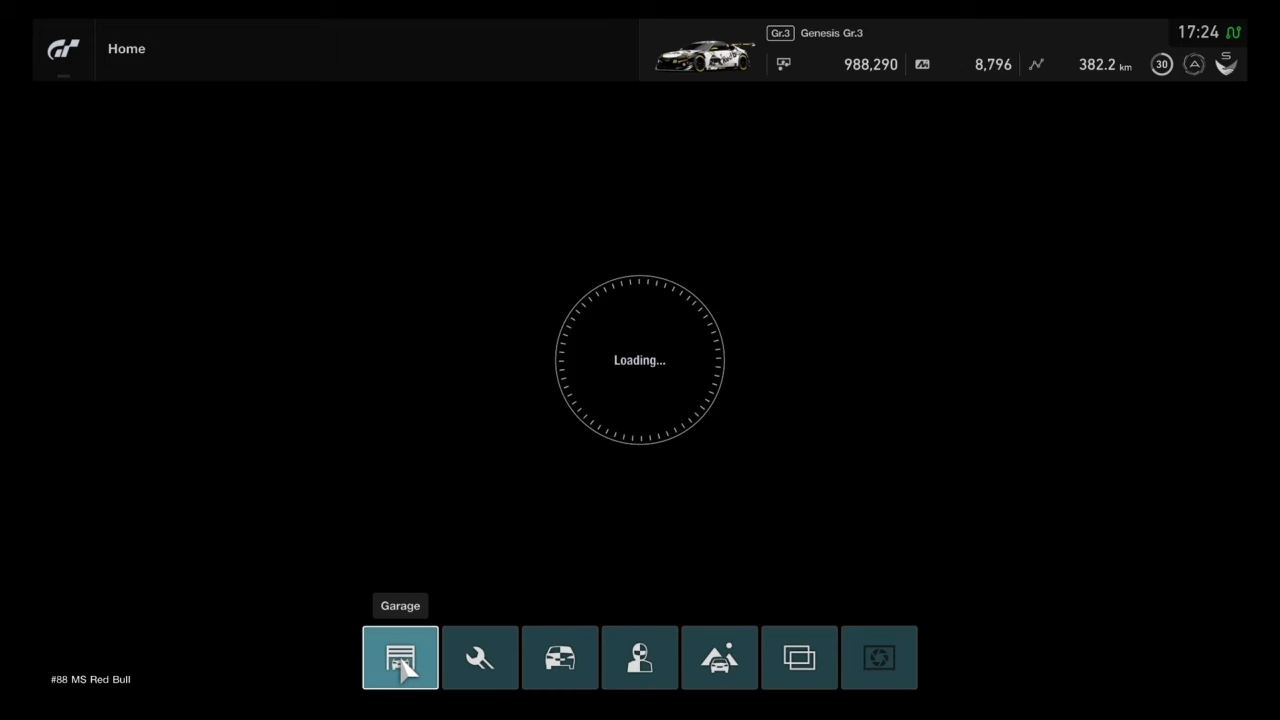 Home
Gr.3 Genesis Gr.3
17:24
988,290
8,796
382.2 km
30
A
S
Loading...
Garage
#88 MS Red Bull